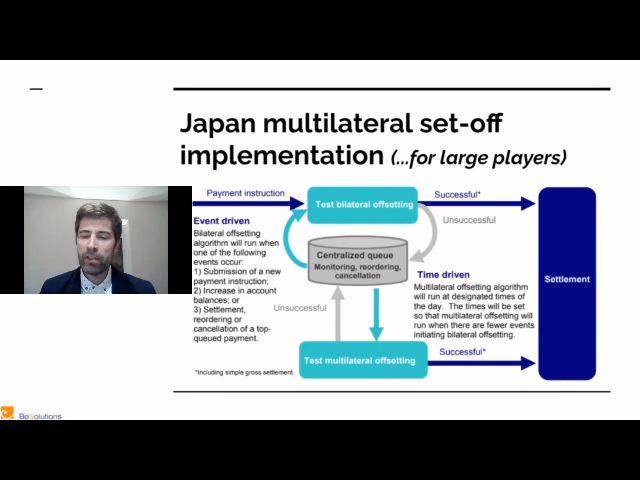 Japan multilateral set-off
implementation (...for large players)
Payment instruction
Test bilateral offsetting
Successful*
Unsuccessful
Event driven
Bilateral offsetting
algorithm will run when
one of the following
events occur:
1) Submission of a new
payment instruction;
2) Increase in account
balances; or
3) Settlement,
reordering or
cancellation of a top-
queued payment.
Centralized queue
Monitoring, reordering,
cancellation
Time driven
Multilateral offsetting algorithm
will run at designated times of
the day. The times will be set
so that multilateral offsetting will
run when there are fewer events
initiating bilateral offsetting.
Settlement
Unsuccessful
Test multilateral offsetting
Successful*
*Including simple gross settlement.
BeSolutions